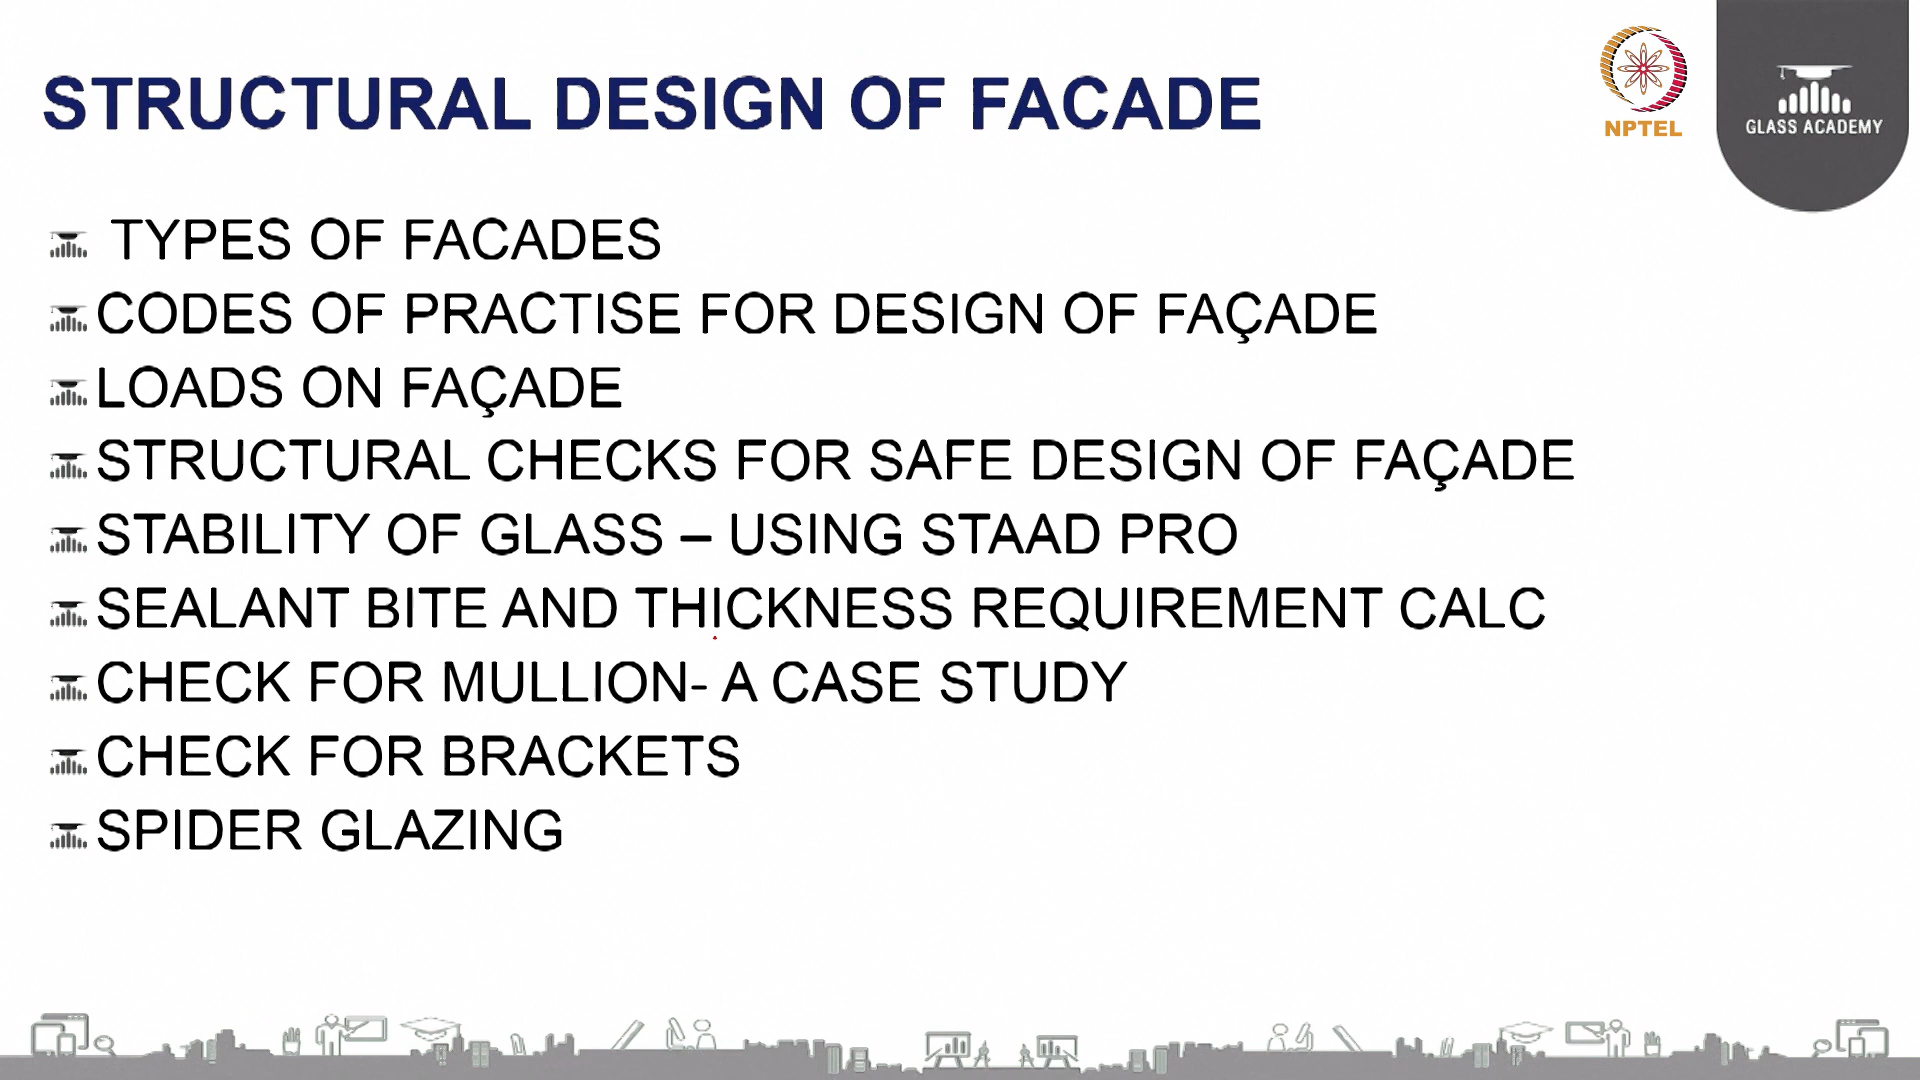 STRUCTURAL DESIGN OF FACADE
NPTEL
GLASS ACADEMY
TYPES OF FACADES
CODES OF PRACTISE FOR DESIGN OF FAÇADE
LOADS ON FAÇADE
STRUCTURAL CHECKS FOR SAFE DESIGN OF FAÇADE
STABILITY OF GLASS – USING STAAD PRO
SEALANT BITE AND THICKNESS REQUIREMENT CALC
CHECK FOR MULLION- A CASE STUDY
CHECK FOR BRACKETS
SPIDER GLAZING